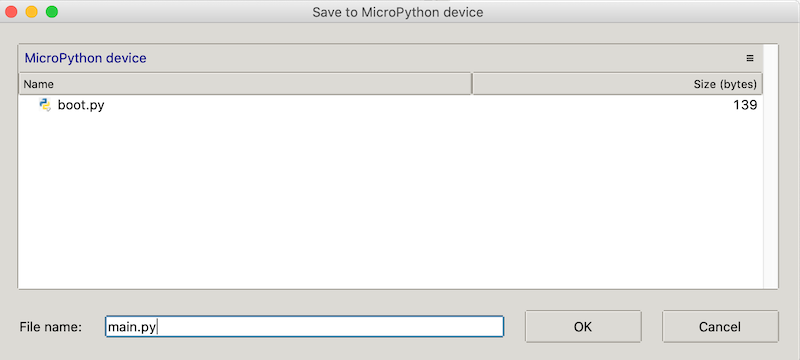 Save to MicroPython device
MicroPython device ≡
Name Size (bytes)
boot.py 139
File name: main.py OK Cancel